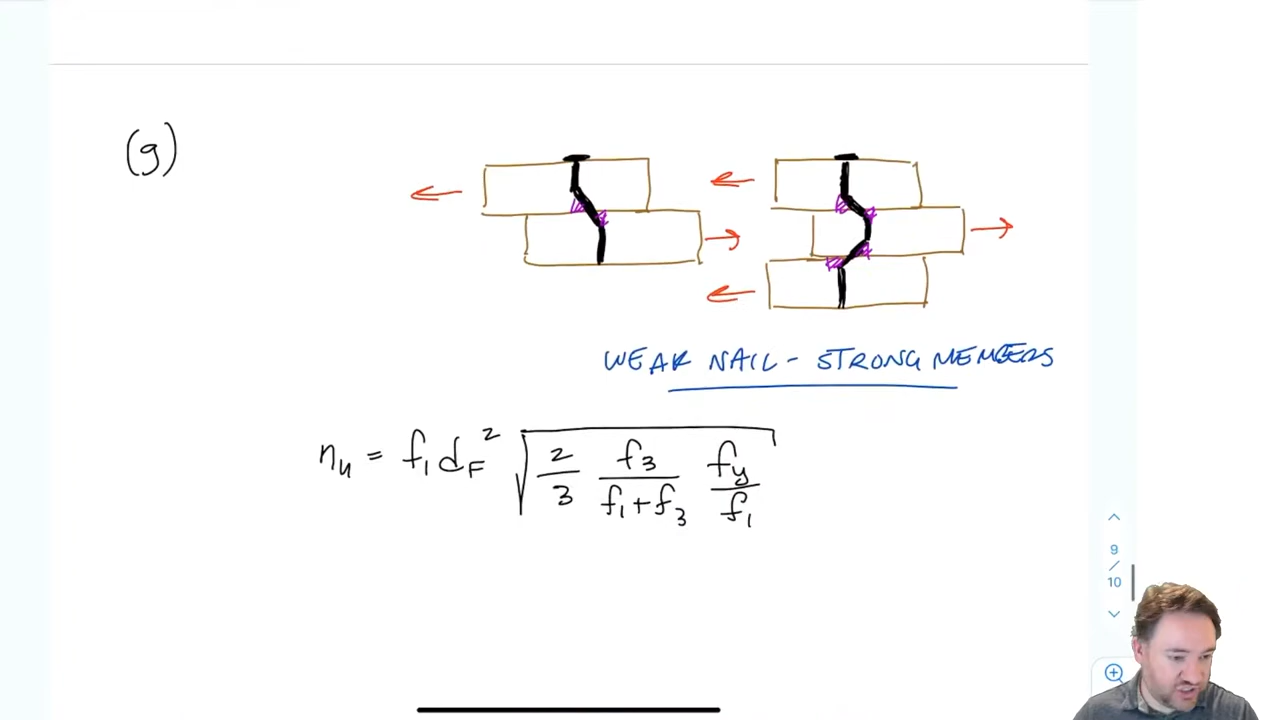 (g)
WEAK NAIL - STRONG MEMBERS
n_u = f_1 d_F^2 √(2/3 f_3/(f_1+f_3) f_y/f_1)
9
/
10